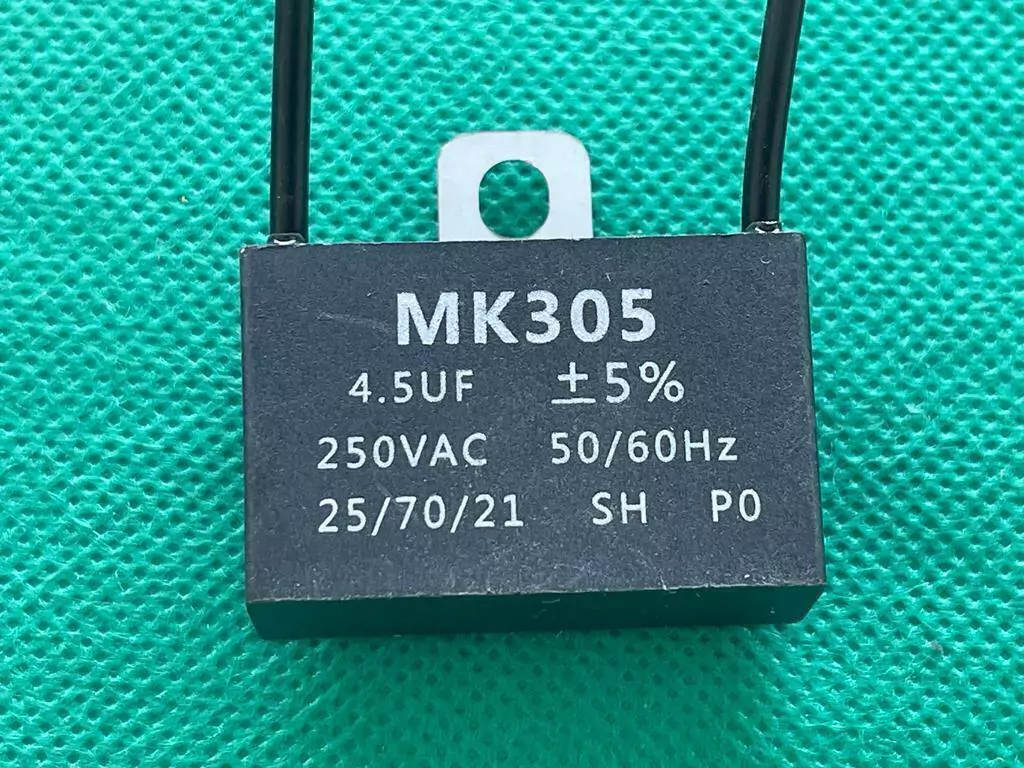 MK305
4.5UF ±5%
250VAC 50/60Hz
25/70/21 SH P0